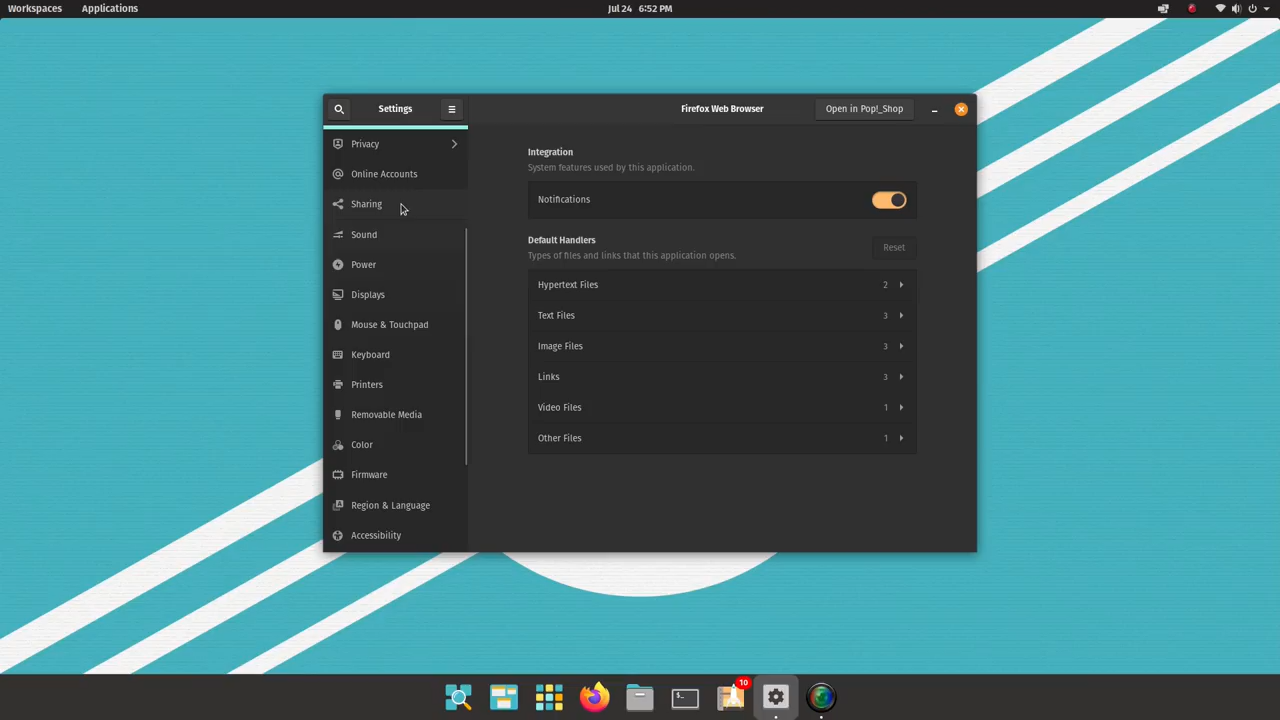 Workspaces
Applications
Jul 24 6:52 PM
Settings
Firefox Web Browser
Open in Pop!_Shop
Privacy
Online Accounts
Sharing
Sound
Power
Displays
Mouse & Touchpad
Keyboard
Printers
Removable Media
Color
Firmware
Region & Language
Accessibility
Integration
System features used by this application.
Notifications
Default Handlers
Types of files and links that this application opens.
Reset
Hypertext Files 2
Text Files 3
Image Files 3
Links 3
Video Files 1
Other Files 1
10